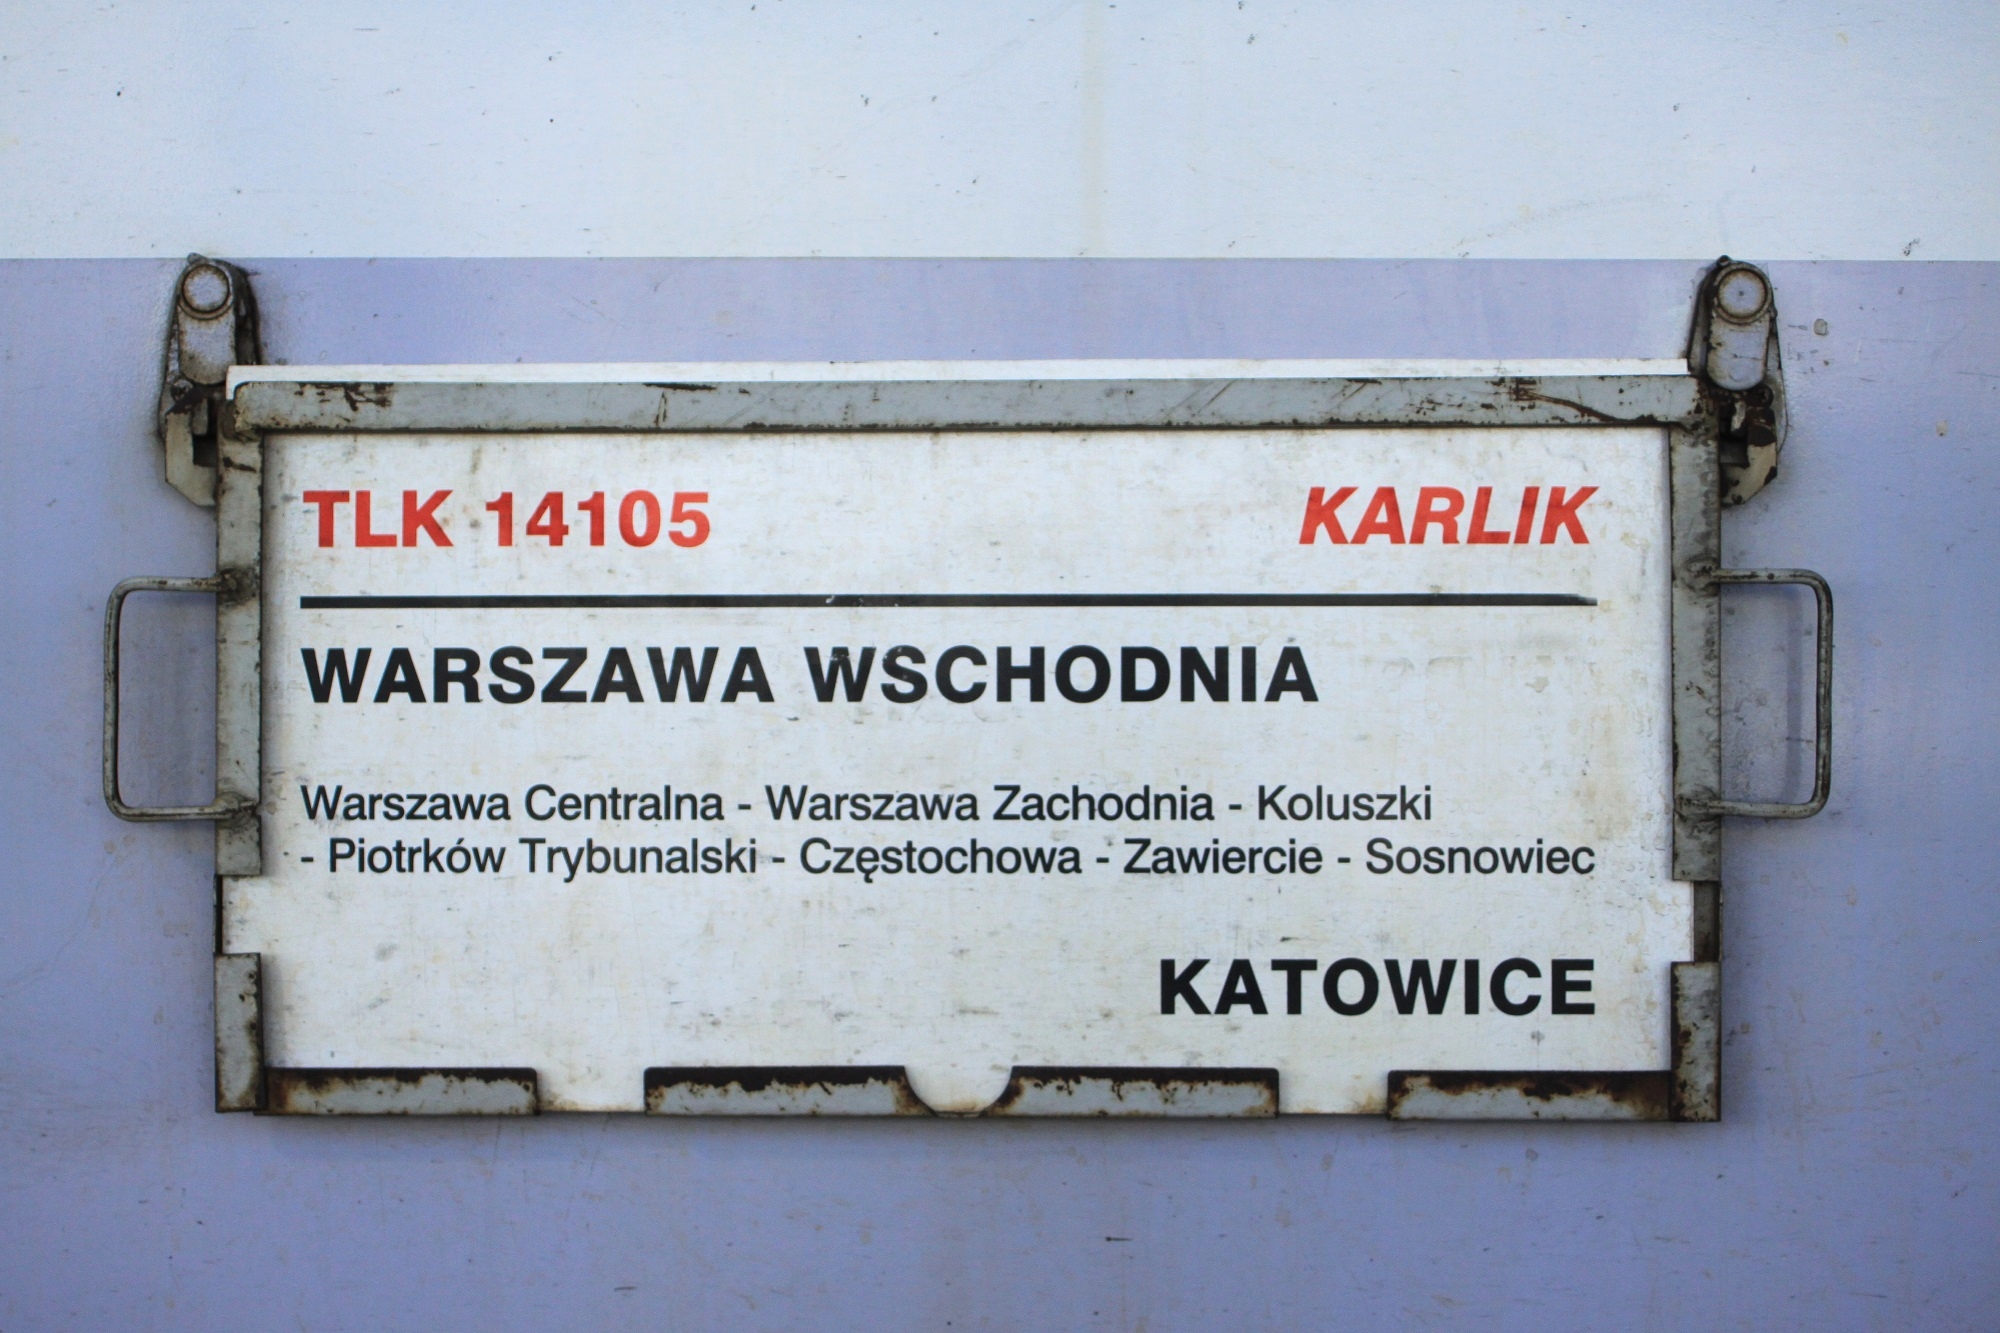 TLK 14105 KARLIK
WARSZAWA WSCHODNIA
Warszawa Centralna - Warszawa Zachodnia - Koluszki
- Piotrków Trybunalski - Częstochowa - Zawiercie - Sosnowiec
KATOWICE